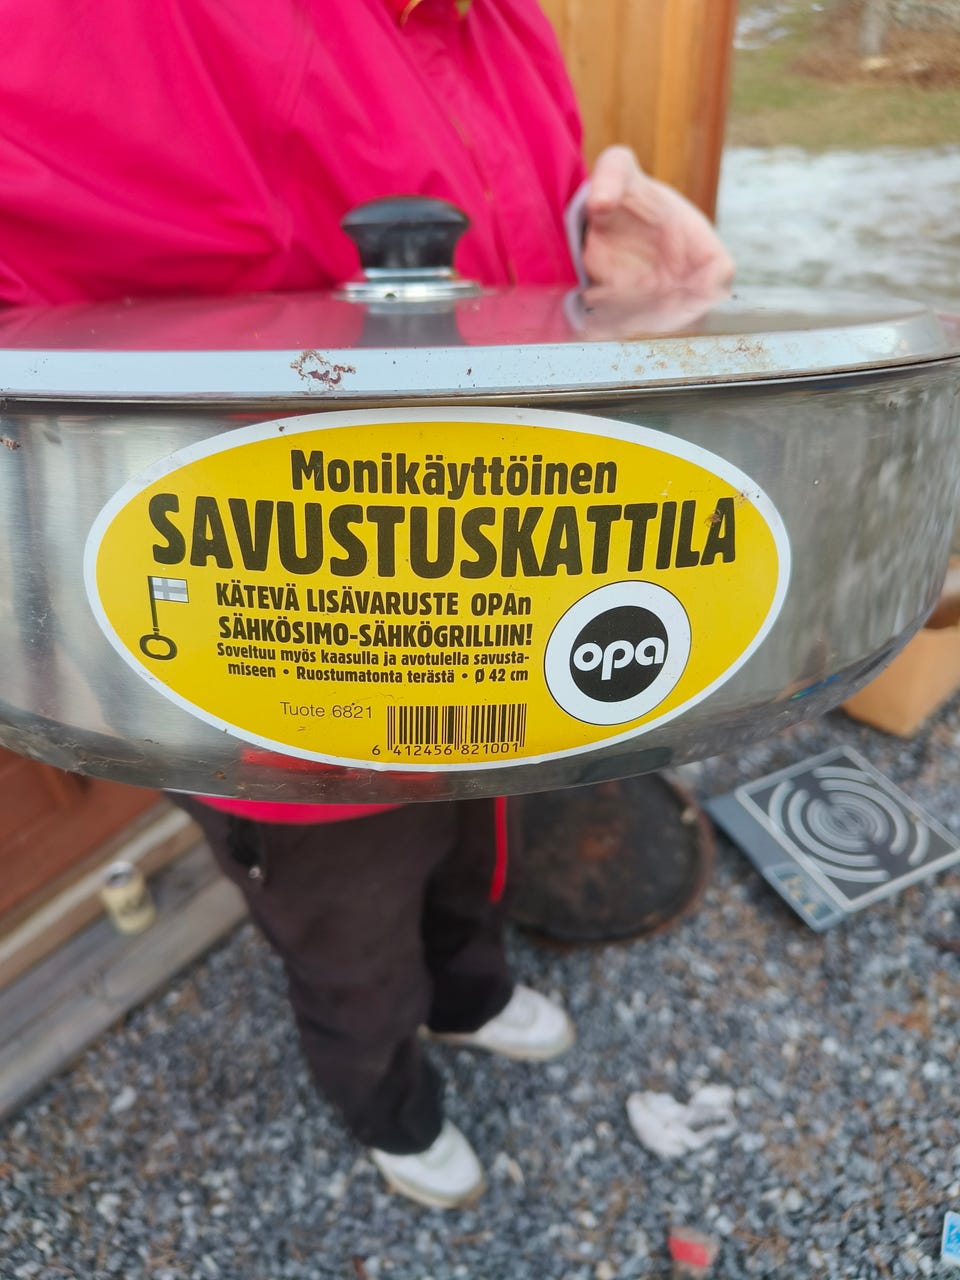 Monikäyttöinen
SAVUSTUSKATTILA
KÄTEVÄ LISÄVARUSTE OPAn
SÄHKÖSIMO-SÄHKÖGRILLIIN!
Soveltuu myös kaasulla ja avotulella savusta-
miseen • Ruostumatonta terästä • Ø 42 cm
opa
Tuote 6821
6 412456 821001